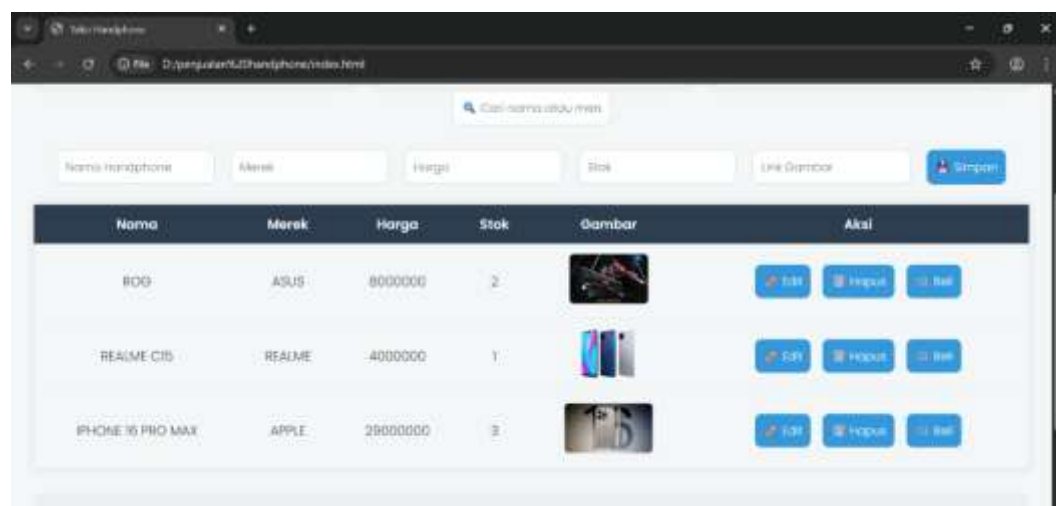 Toko Handphone
File D:/penjualan%20handphone/index.html
Cari nama atau merk
Nama Handphone Merek Harga Stok Link Gambar Simpan
Nama Merek Harga Stok Gambar Aksi
ROG ASUS 8000000 2 Edit Hapus Beli
REALME C15 REALME 4000000 1 Edit Hapus Beli
IPHONE 16 PRO MAX APPLE 29000000 3 Edit Hapus Beli